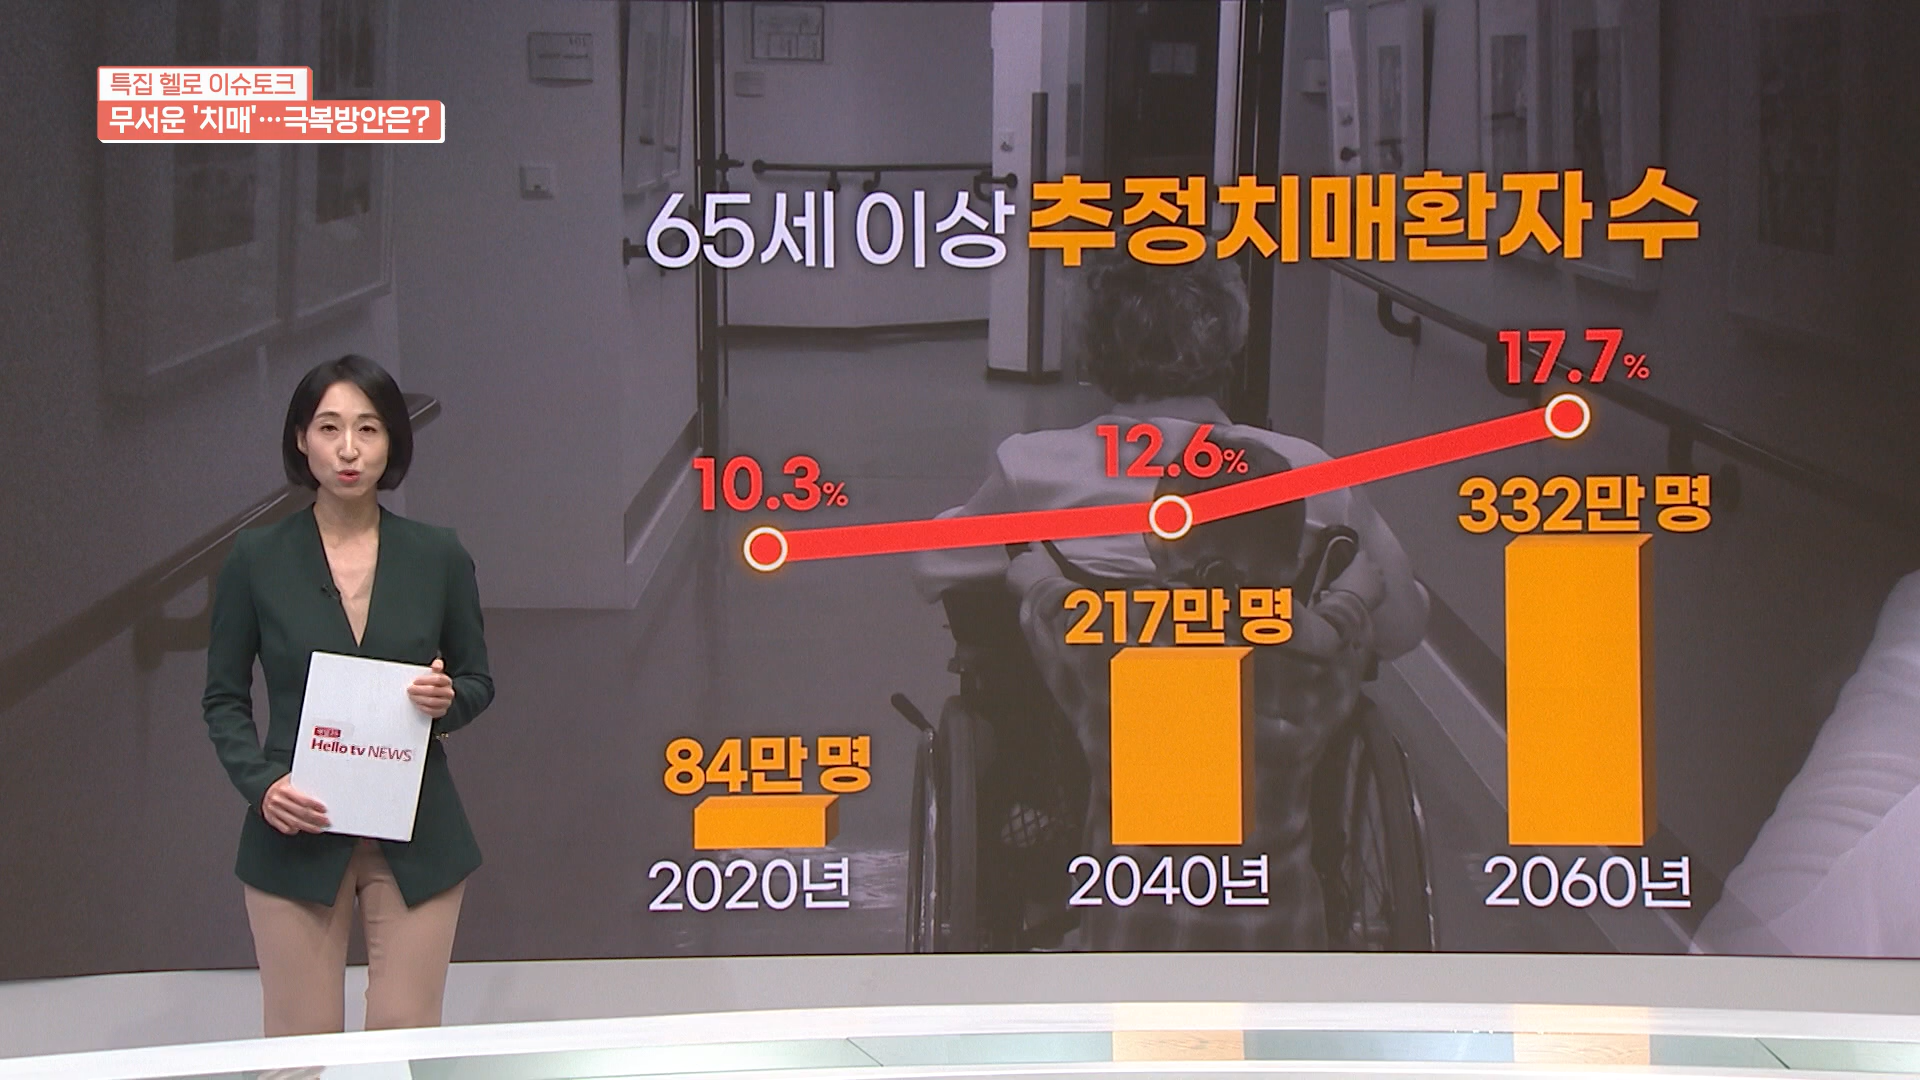 특집 헬로 이슈토크
무서운 '치매'…극복방안은?
65세 이상 추정치매환자 수
10.3%
12.6%
17.7%
84만 명
217만 명
332만 명
2020년
2040년
2060년
Hello tv NEWS